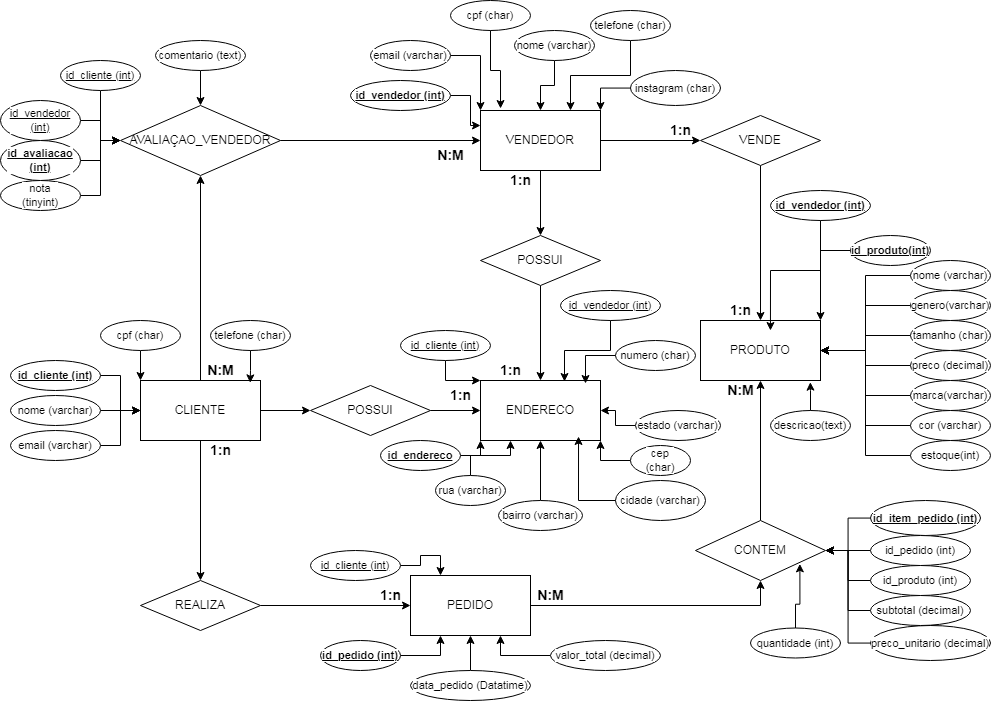 cpf (char)
telefone (char)
email (varchar)
nome (varchar)
comentario (text)
id_cliente (int)
id_vendedor (int)
instagram (char)
id_vendedor
(int)
AVALIAÇAO_VENDEDOR
VENDEDOR
1:n
VENDE
id_avaliacao
(int)
N:M
nota
(tinyint)
1:n
id_vendedor (int)
id_produto(int)
POSSUI
nome (varchar)
genero(varchar)
id_vendedor (int)
1:n
cpf (char)
telefone (char)
tamanho (char)
id_cliente (int)
numero (char)
PRODUTO
preco (decimal)
id_cliente (int)
N:M
1:n
N:M
marca(varchar)
1:n
nome (varchar)
CLIENTE
POSSUI
ENDERECO
estado (varchar)
descricao(text)
cor (varchar)
email (varchar)
1:n
id_endereco
cep
(char)
estoque(int)
rua (varchar)
cidade (varchar)
bairro (varchar)
id_item_pedido (int)
CONTEM
id_pedido (int)
id_cliente (int)
id_produto (int)
REALIZA
1:n
PEDIDO
N:M
subtotal (decimal)
quantidade (int)
preco_unitario (decimal)
id_pedido (int)
valor_total (decimal)
data_pedido (Datatime)